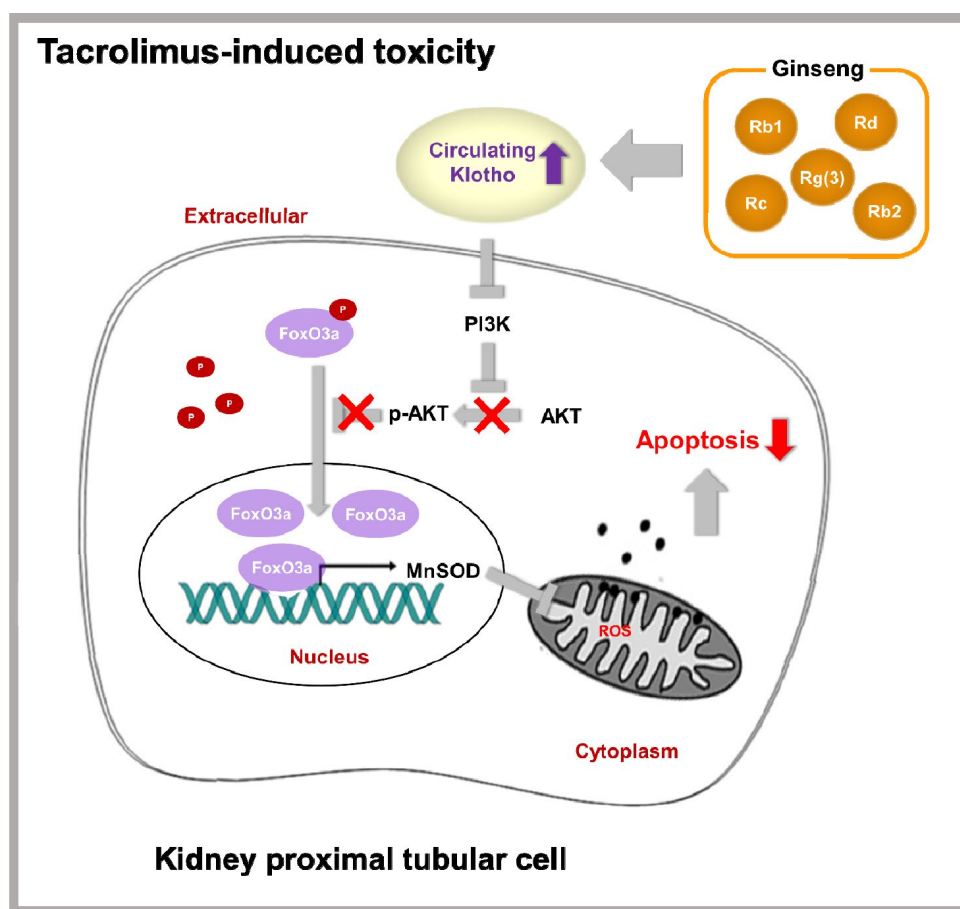 Tacrolimus-induced toxicity
Ginseng
Rb1
Rd
Rg(3)
Rc
Rb2
Circulating
Klotho
Extracellular
P
FoxO3a
PI3K
P
P
P
p-AKT
AKT
Apoptosis
FoxO3a
FoxO3a
FoxO3a
MnSOD
ROS
Nucleus
Cytoplasm
Kidney proximal tubular cell